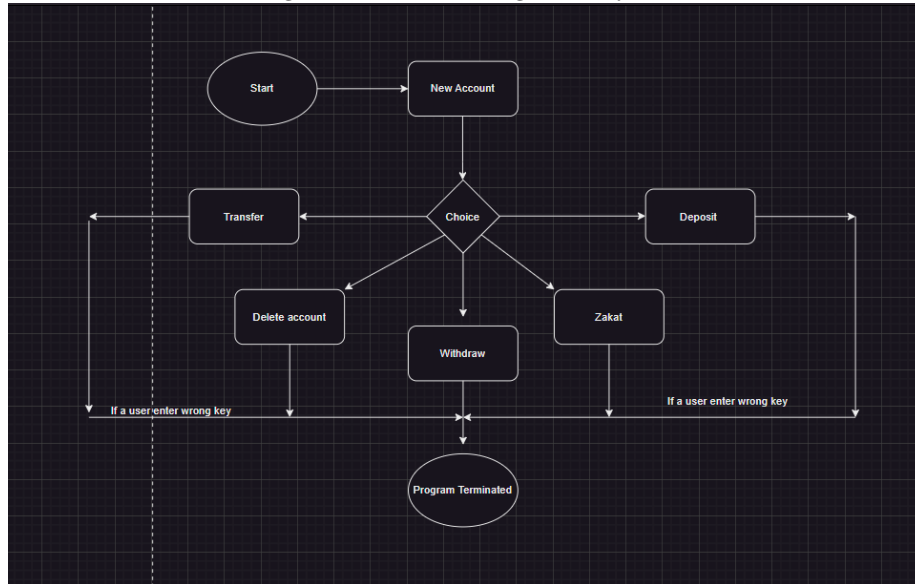 Start
New Account
Transfer
Choice
Deposit
Delete account
Zakat
Withdraw
If a user enter wrong key
If a user enter wrong key
Program Terminated